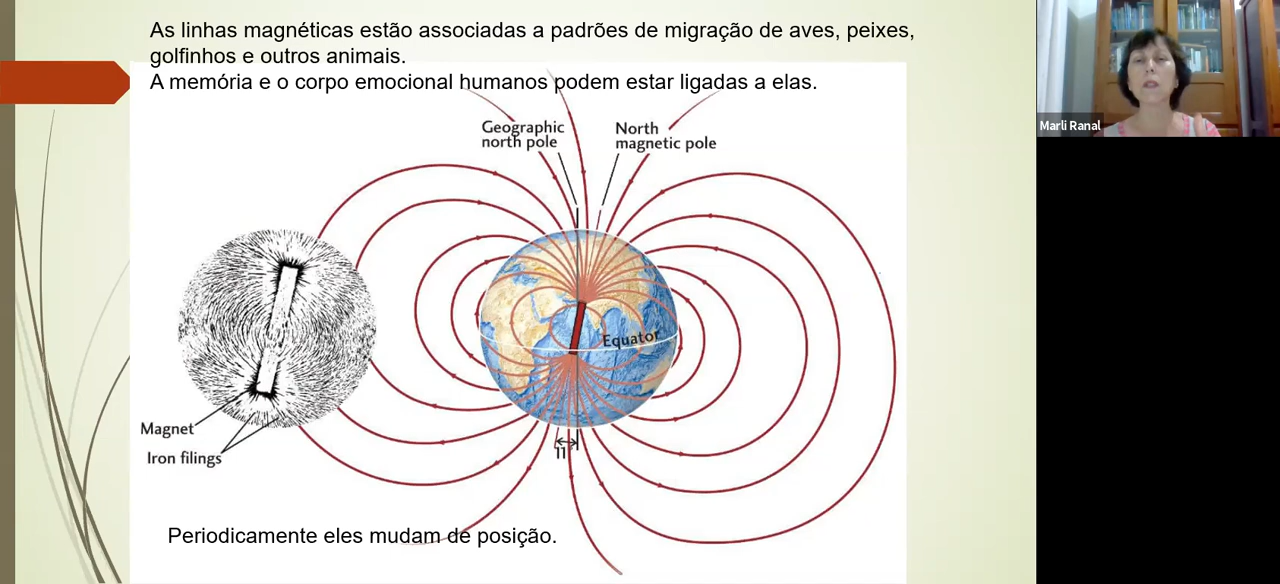 As linhas magnéticas estão associadas a padrões de migração de aves, peixes,
golfinhos e outros animais.
A memória e o corpo emocional humanos podem estar ligadas a elas.
Geographic
north pole
North
magnetic pole
Equator
Magnet
Iron filings
11
Periodicamente eles mudam de posição.
Marli Ranal